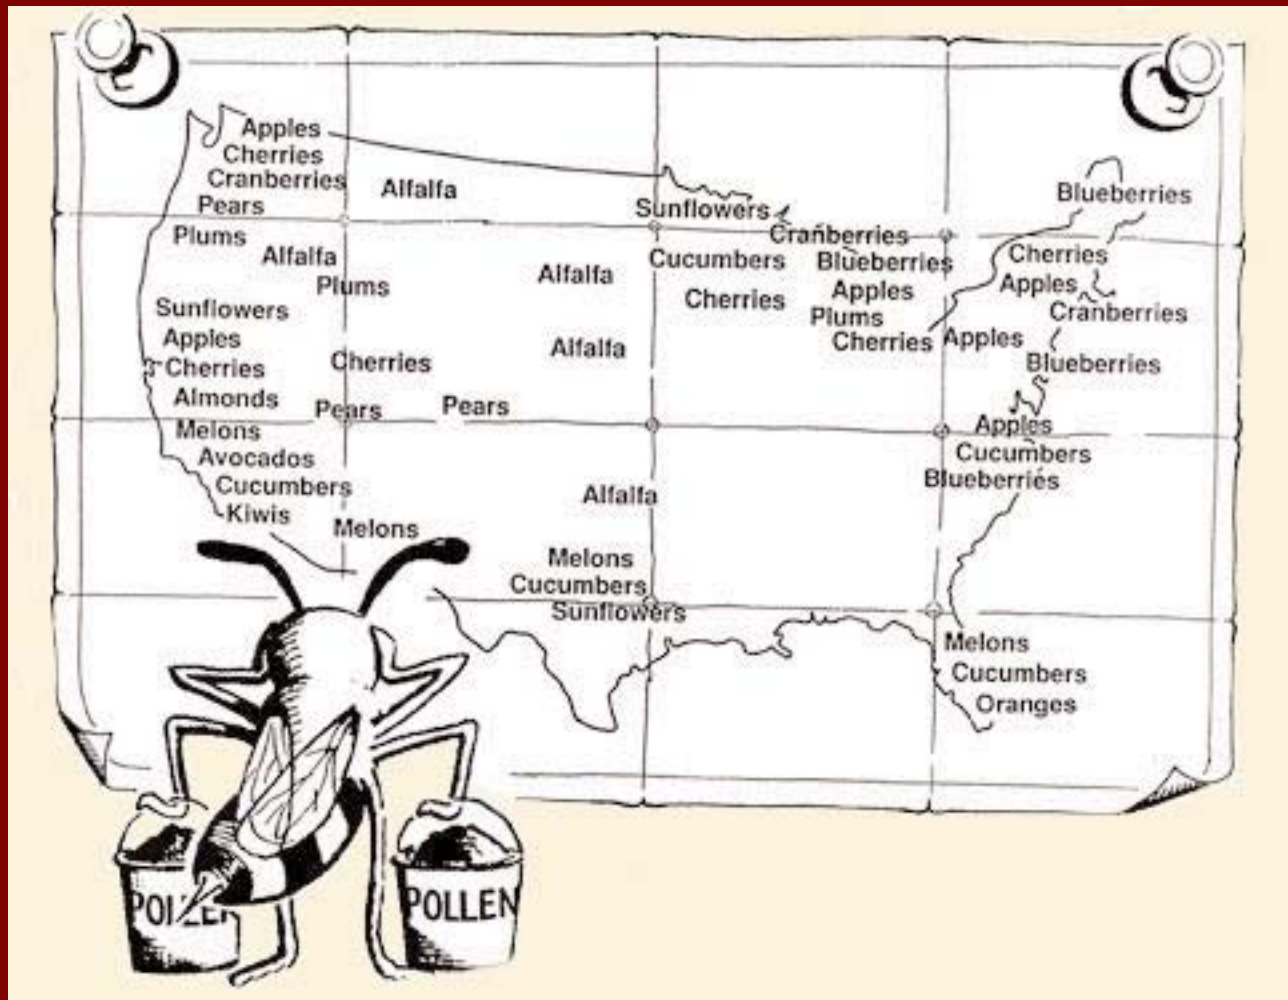 Apples
Cherries
Cranberries
Pears
Plums
Alfalfa
Alfalfa
Plums
Sunflowers
Apples
Cherries
Almonds
Melons
Avocados
Cucumbers
Kiwis
Cherries
Pears
Pears
Melons
Alfalfa
Alfalfa
Alfalfa
Melons
Cucumbers
Sunflowers
Sunflowers
Cucumbers
Cherries
Cranberries
Blueberries
Apples
Plums
Cherries
Blueberries
Cherries
Apples
Cranberries
Apples
Blueberries
Apples
Cucumbers
Blueberries
Melons
Cucumbers
Oranges
POLLEN
POLLEN